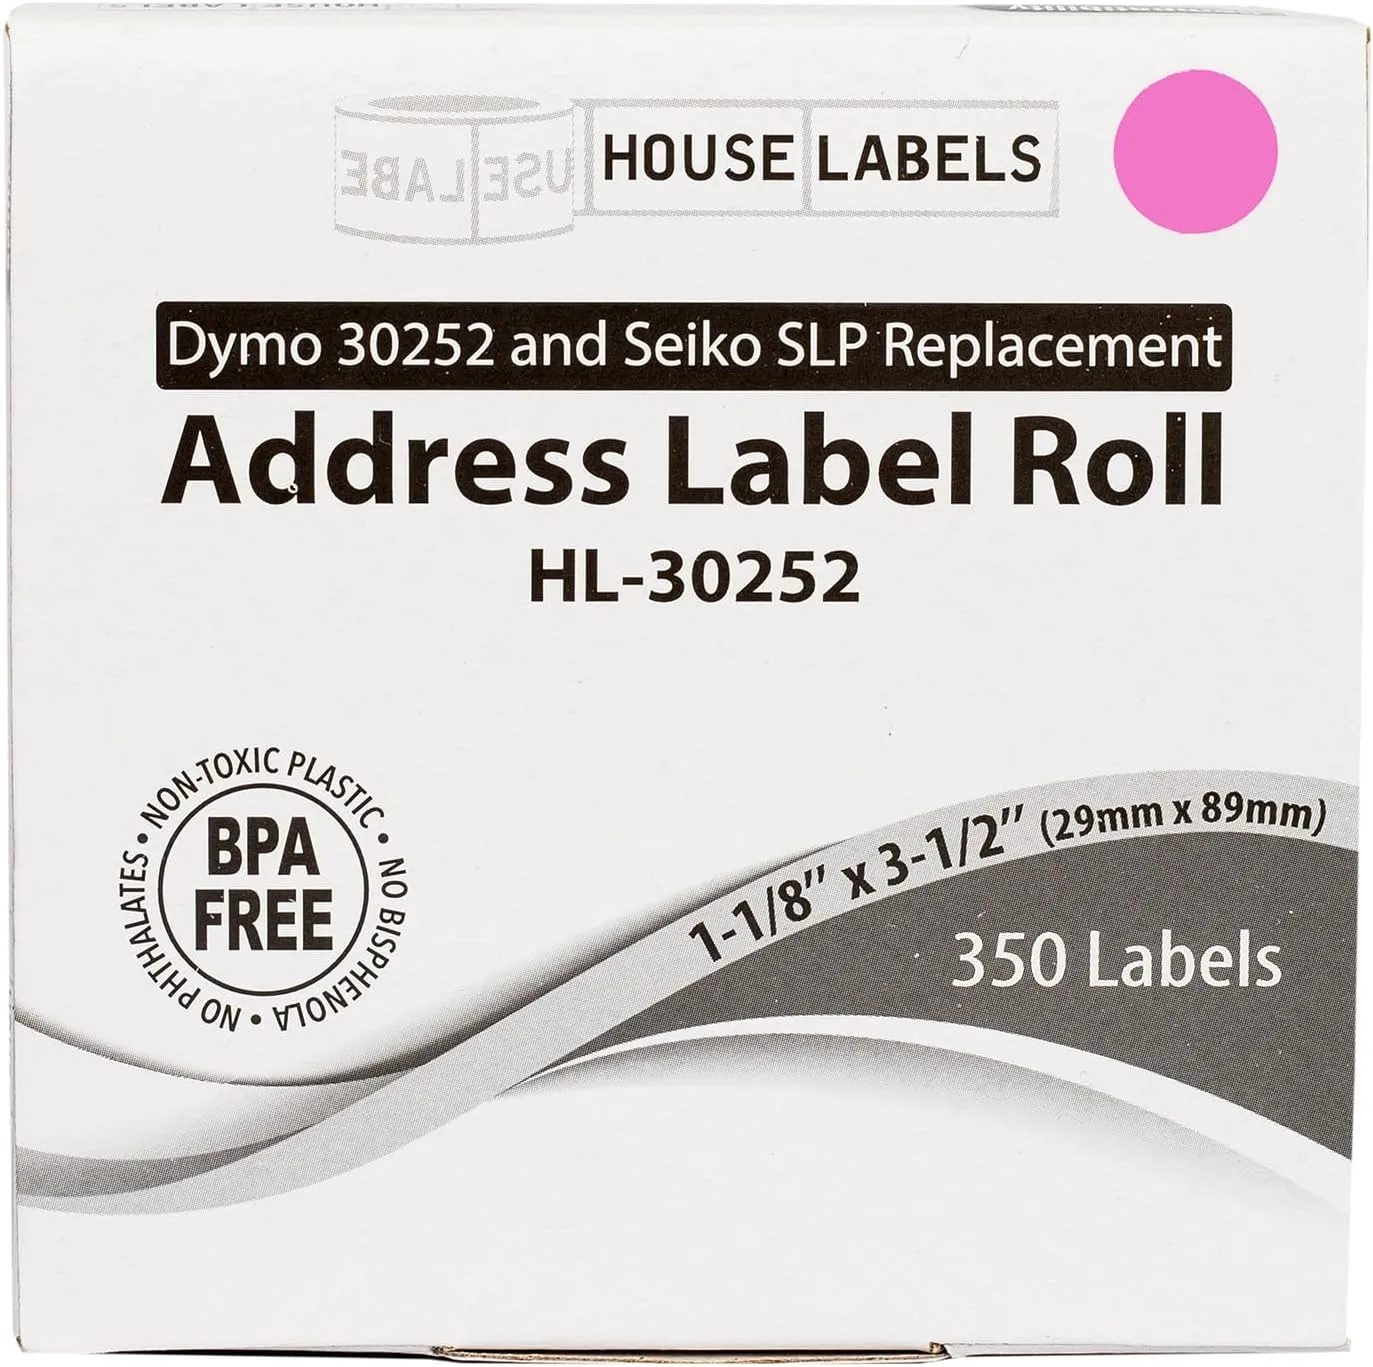 HOUSE LABELS
Dymo 30252 and Seiko SLP Replacement
Address Label Roll
HL-30252
NON-TOXIC PLASTIC • NO BISPHENOLA • NO PHTHALATES •
BPA
FREE
1-1/8" x 3-1/2" (29mm x 89mm)
350 Labels